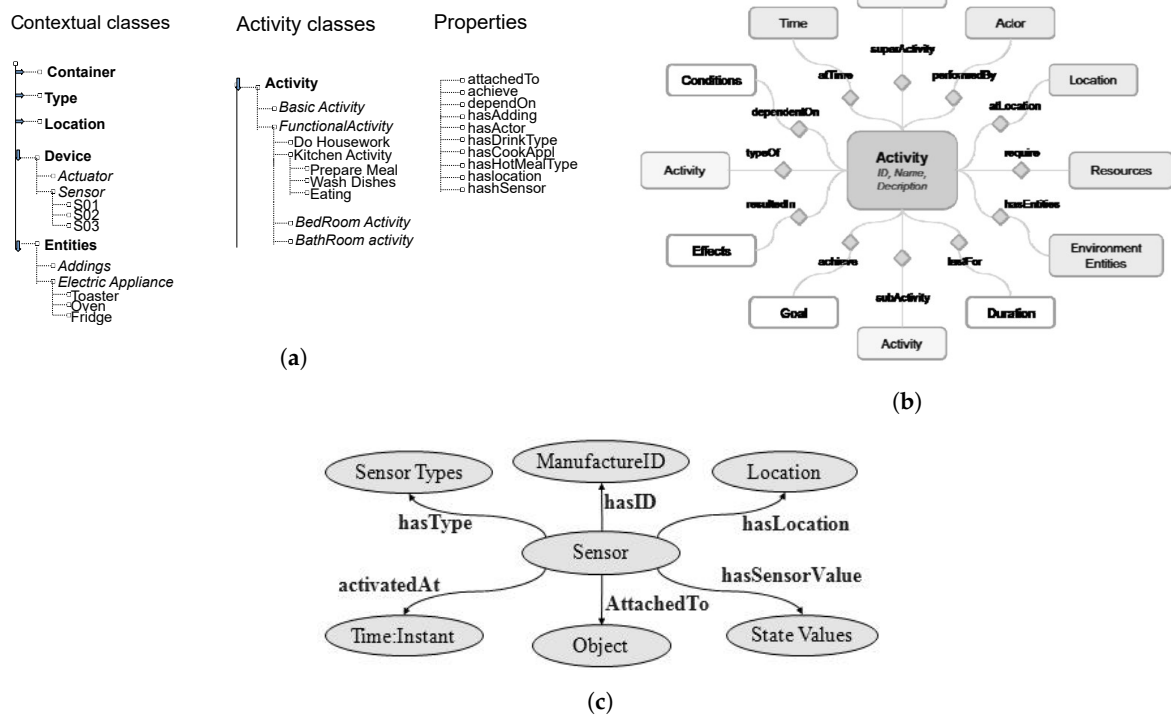 Contextual classes
Container
Type
Location
Device
Actuator
Sensor
S01
S02
S03
Entities
Addings
Electric Appliance
Toaster
Oven
Fridge
Activity classes
Activity
Basic Activity
FunctionalActivity
Do Housework
Kitchen Activity
Prepare Meal
Wash Dishes
Eating
BedRoom Activity
BathRoom activity
Properties
attachedTo
achieve
dependOn
hasAdding
hasActor
hasDrinkType
hasCookAppl
hasHotMealType
haslocation
hashSensor
(a)
Time
Actor
superActivity
atTime
performedBy
Conditions
Location
dependentOn
atLocation
Activity
typeOf
Activity
ID, Name,
Decription
require
Resources
resultedIn
hasEntities
Effects
Environment
Entities
achieve
lastFor
Goal
subActivity
Duration
Activity
(b)
Sensor Types
ManufactureID
Location
hasType
hasID
hasLocation
Sensor
activatedAt
AttachedTo
hasSensorValue
Time:Instant
Object
State Values
(c)